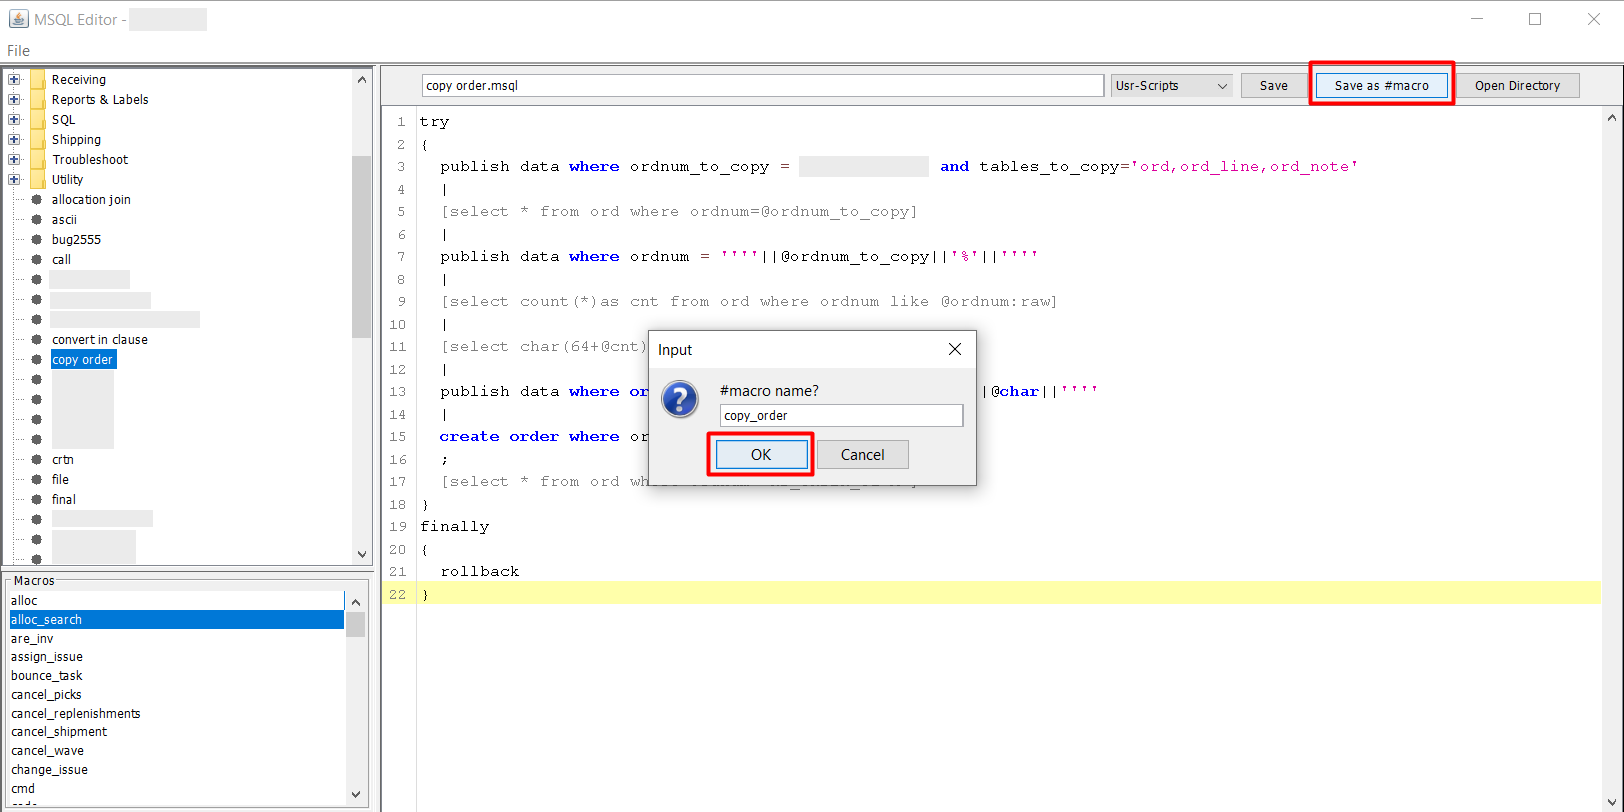 MSQL Editor -
File
Receiving
Reports & Labels
SQL
Shipping
Troubleshoot
Utility
allocation join
ascii
bug2555
call
convert in clause
copy order
crtn
file
final
Macros
alloc
alloc_search
are_inv
assign_issue
bounce_task
cancel_picks
cancel_replenishments
cancel_shipment
cancel_wave
change_issue
cmd
copy order.msql
Usr-Scripts
Save
Save as #macro
Open Directory
1 try
2 {
3 publish data where ordnum_to_copy = and tables_to_copy='ord,ord_line,ord_note'
4 |
5 [select * from ord where ordnum=@ordnum_to_copy]
6 |
7 publish data where ordnum = ''''||@ordnum_to_copy||'%'||''''
8 |
9 [select count(*)as cnt from ord where ordnum like @ordnum:raw]
10 |
11 [select char(64+@cnt)
12 |
13 publish data where or |@char||''''
14 |
15 create order where or
16 ;
17 [select * from ord wh
18 }
19 finally
20 {
21 rollback
22 }
Input
#macro name?
copy_order
OK
Cancel